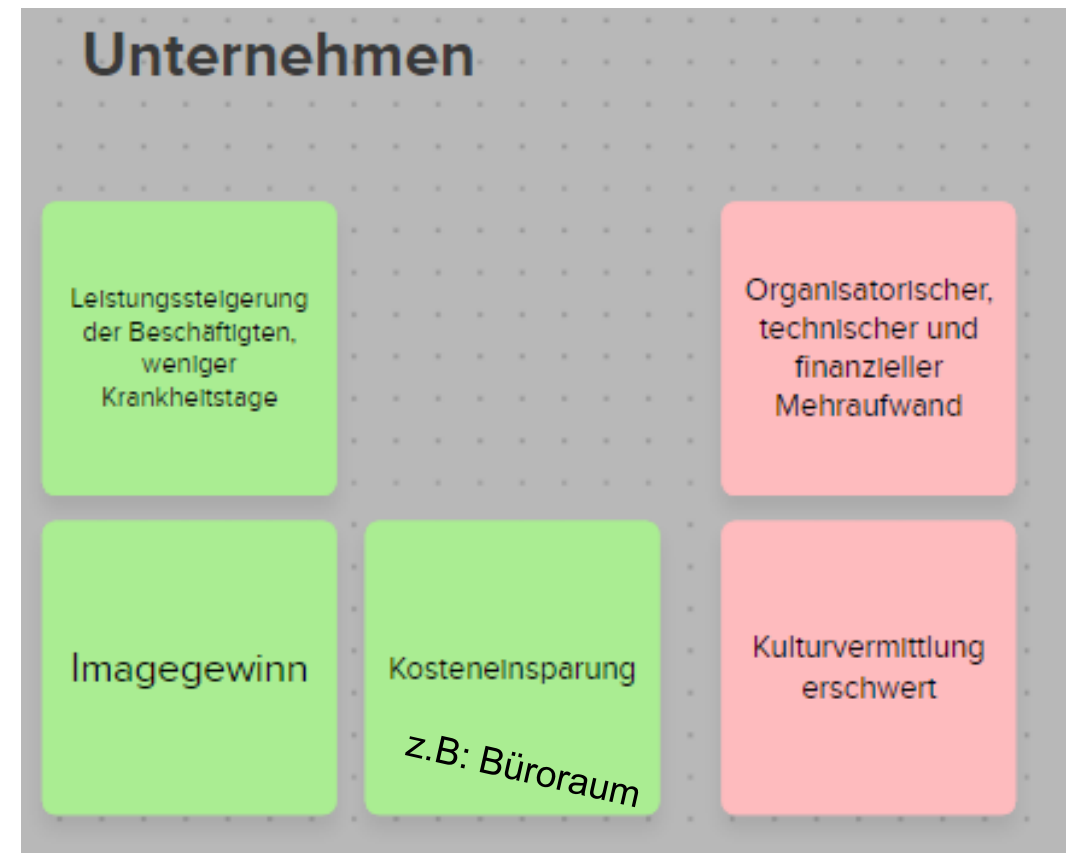 Unternehmen
Leistungssteigerung
der Beschäftigten,
weniger
Krankheitstage
Organisatorischer,
technischer und
finanzieller
Mehraufwand
Imagegewinn
Kosteneinsparung
z.B: Büroraum
Kulturvermittlung
erschwert